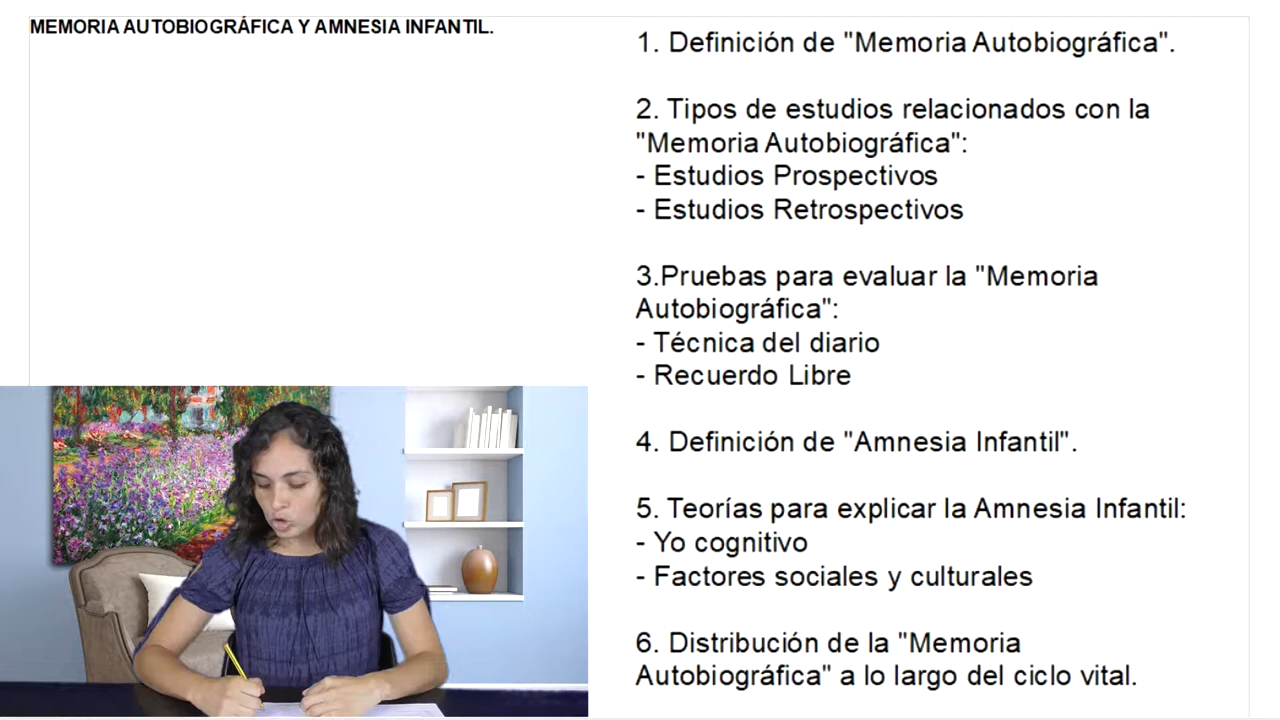 MEMORIA AUTOBIOGRÁFICA Y AMNESIA INFANTIL.
1. Definición de "Memoria Autobiográfica".
2. Tipos de estudios relacionados con la
"Memoria Autobiográfica":
- Estudios Prospectivos
- Estudios Retrospectivos
3.Pruebas para evaluar la "Memoria
Autobiográfica":
- Técnica del diario
- Recuerdo Libre
4. Definición de "Amnesia Infantil".
5. Teorías para explicar la Amnesia Infantil:
- Yo cognitivo
- Factores sociales y culturales
6. Distribución de la "Memoria
Autobiográfica" a lo largo del ciclo vital.